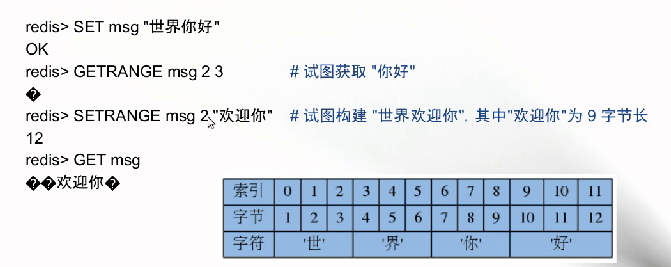 redis> SET msg "世界你好"
OK
redis> GETRANGE msg 2 3 # 试图获取 "你好"
�
redis> SETRANGE msg 2 "欢迎你" # 试图构建 "世界欢迎你", 其中"欢迎你"为 9 字节长
12
redis> GET msg
��欢迎你�
索引 0 1 2 3 4 5 6 7 8 9 10 11
字节 1 2 3 4 5 6 7 8 9 10 11 12
字符 '世' '界' '你' '好'